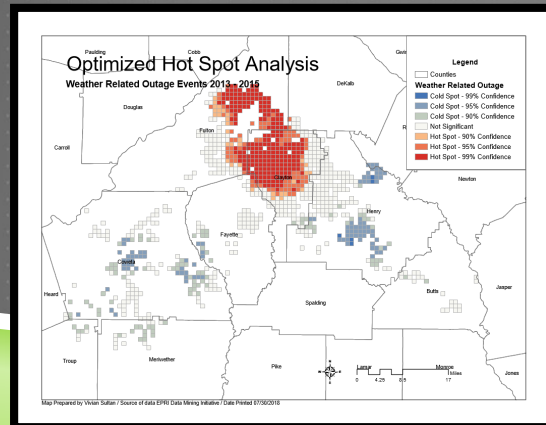 Paulding
Cobb
Optimized Hot Spot Analysis
Weather Related Outage Events 2013 - 2015
DeKalb
Legend
Counties
Weather Related Outage
Cold Spot - 99% Confidence
Cold Spot - 95% Confidence
Cold Spot - 90% Confidence
Not Significant
Hot Spot - 90% Confidence
Hot Spot - 95% Confidence
Hot Spot - 99% Confidence
Douglas
Fulton
Carroll
Clayton
Newton
Henry
Fayette
Coweta
Heard
Butts
Jasper
Spalding
Troup
Meriwether
Pike
Lamar
Monroe
Jones
Miles
0 4.25 8.5 17
Map Prepared by Vivian Sultan / Source of data EPRI Data Mining Initiative / Date Printed 07/30/2016